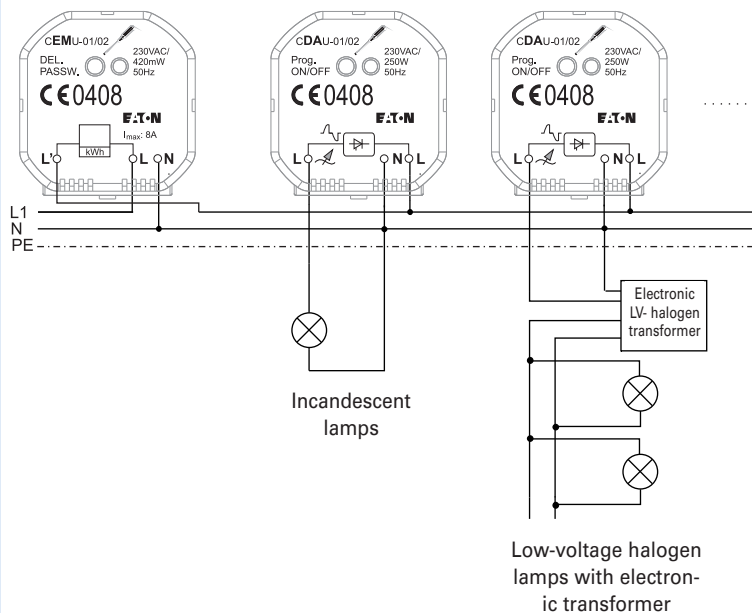 CEMU-01/02
DEL.
PASSW.
230VAC/
420mW
50Hz
CE0408
EATON
Imax: 8A
kWh
L' L N
CDAU-01/02
Prog.
ON/OFF
230VAC/
250W
50Hz
CE0408
EATON
L N L
CDAU-01/02
Prog.
ON/OFF
230VAC/
250W
50Hz
CE0408
EATON
L N L
L1
N
PE
Electronic
LV- halogen
transformer
Incandescent
lamps
Low-voltage halogen
lamps with electron-
ic transformer